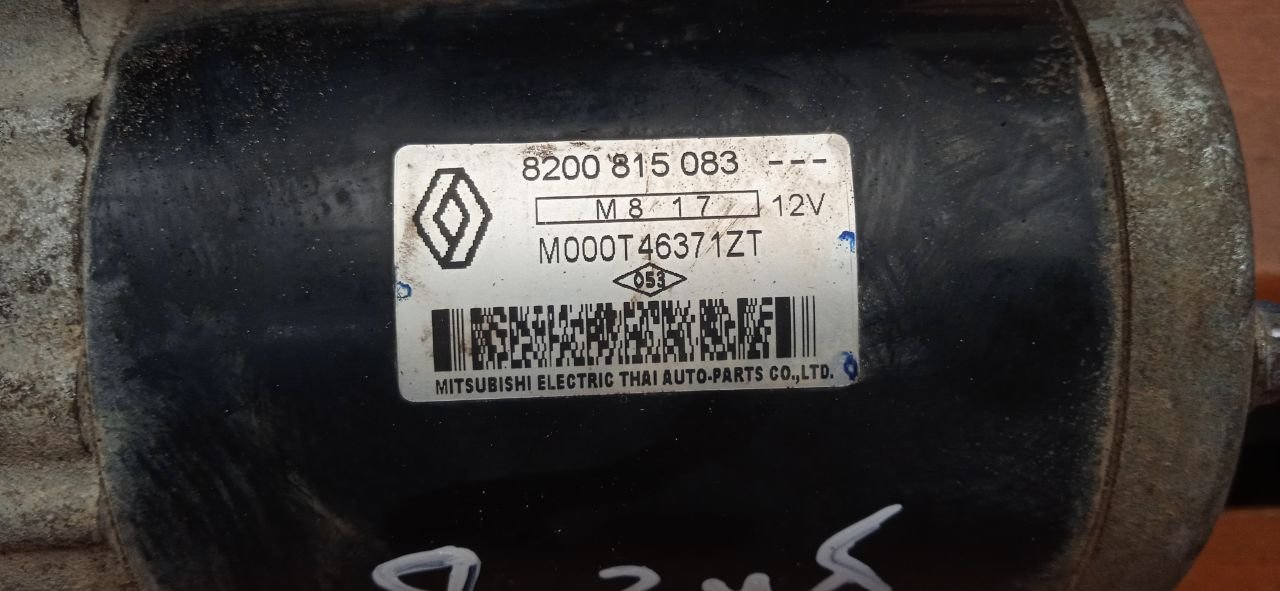 8200 815 083 ---
M8 17 12V
M000T46371ZT
053
MITSUBISHI ELECTRIC THAI AUTO-PARTS CO.,LTD.